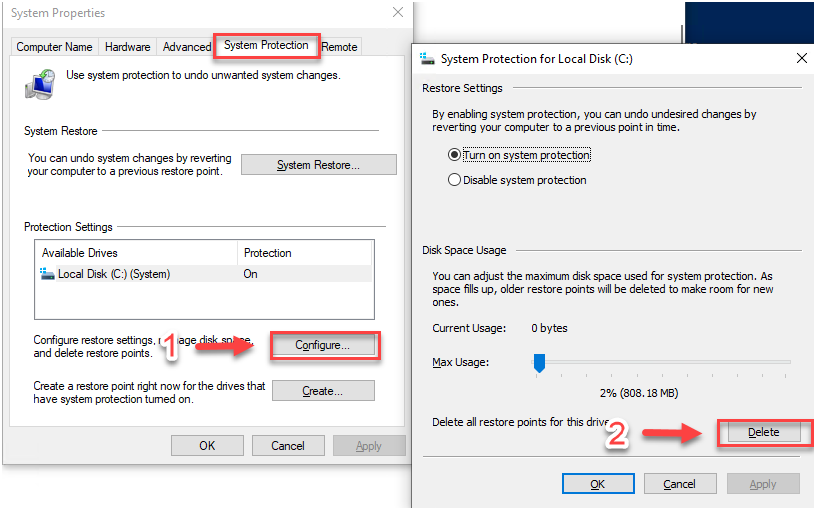 System Properties
Computer Name
Hardware
Advanced
System Protection
Remote
Use system protection to undo unwanted system changes.
System Restore
You can undo system changes by reverting
your computer to a previous restore point.
System Restore...
Protection Settings
Available Drives
Protection
Local Disk (C:) (System)
On
Configure restore settings, manage disk space,
and delete restore points.
1
Configure...
Create a restore point right now for the drives that
have system protection turned on.
Create...
OK
Cancel
Apply
System Protection for Local Disk (C:)
Restore Settings
By enabling system protection, you can undo undesired changes by
reverting your computer to a previous point in time.
Turn on system protection
Disable system protection
Disk Space Usage
You can adjust the maximum disk space used for system protection. As
space fills up, older restore points will be deleted to make room for new
ones.
Current Usage:
0 bytes
Max Usage:
2% (808.18 MB)
Delete all restore points for this drive
2
Delete
OK
Cancel
Apply